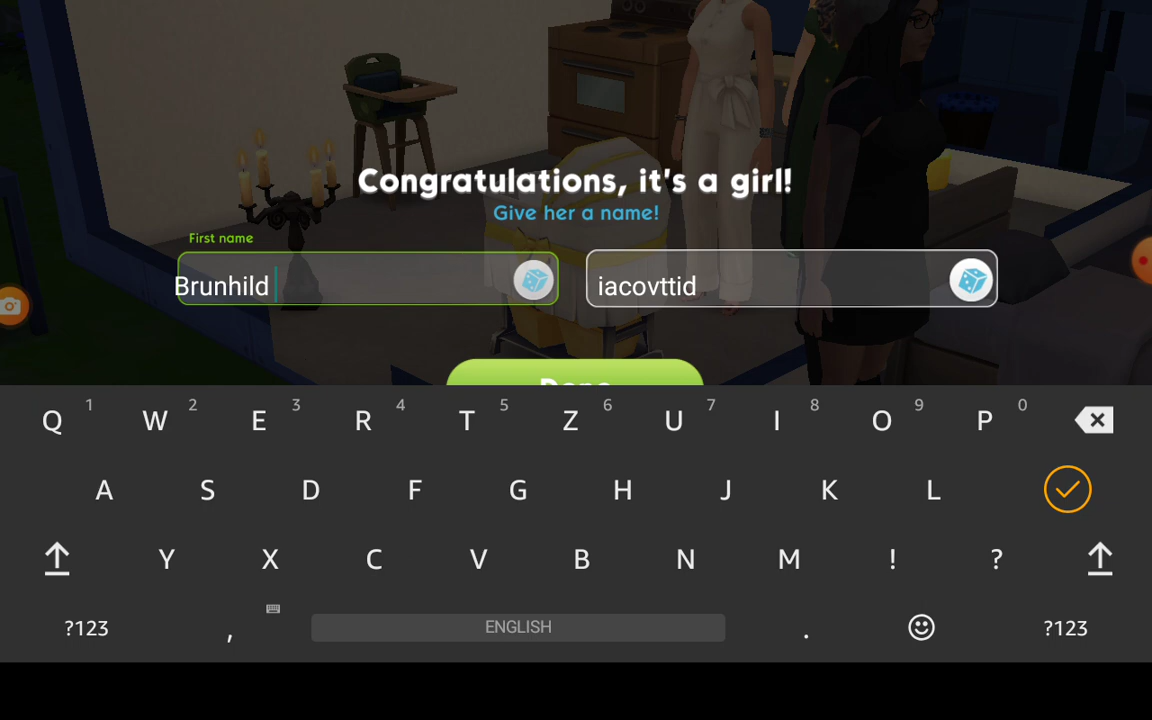 Congratulations, it's a girl!
Give her a name!
First name
Brunhild
iacovttid
Done
Q 1 W 2 E 3 R 4 T 5 Z 6 U 7 I 8 O 9 P 0
A S D F G H J K L
Y X C V B N M ! ?
?123 , ENGLISH . ?123